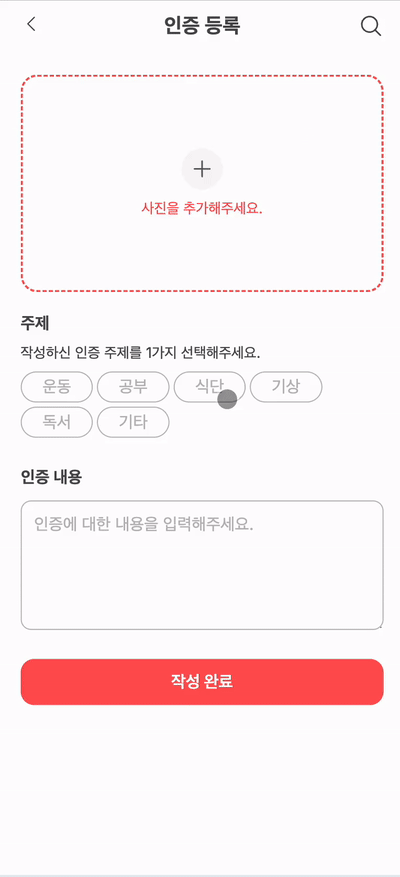 인증 등록
사진을 추가해주세요.
주제
작성하신 인증 주제를 1가지 선택해주세요.
운동 공부 식단 기상
독서 기타
인증 내용
인증에 대한 내용을 입력해주세요.
작성 완료